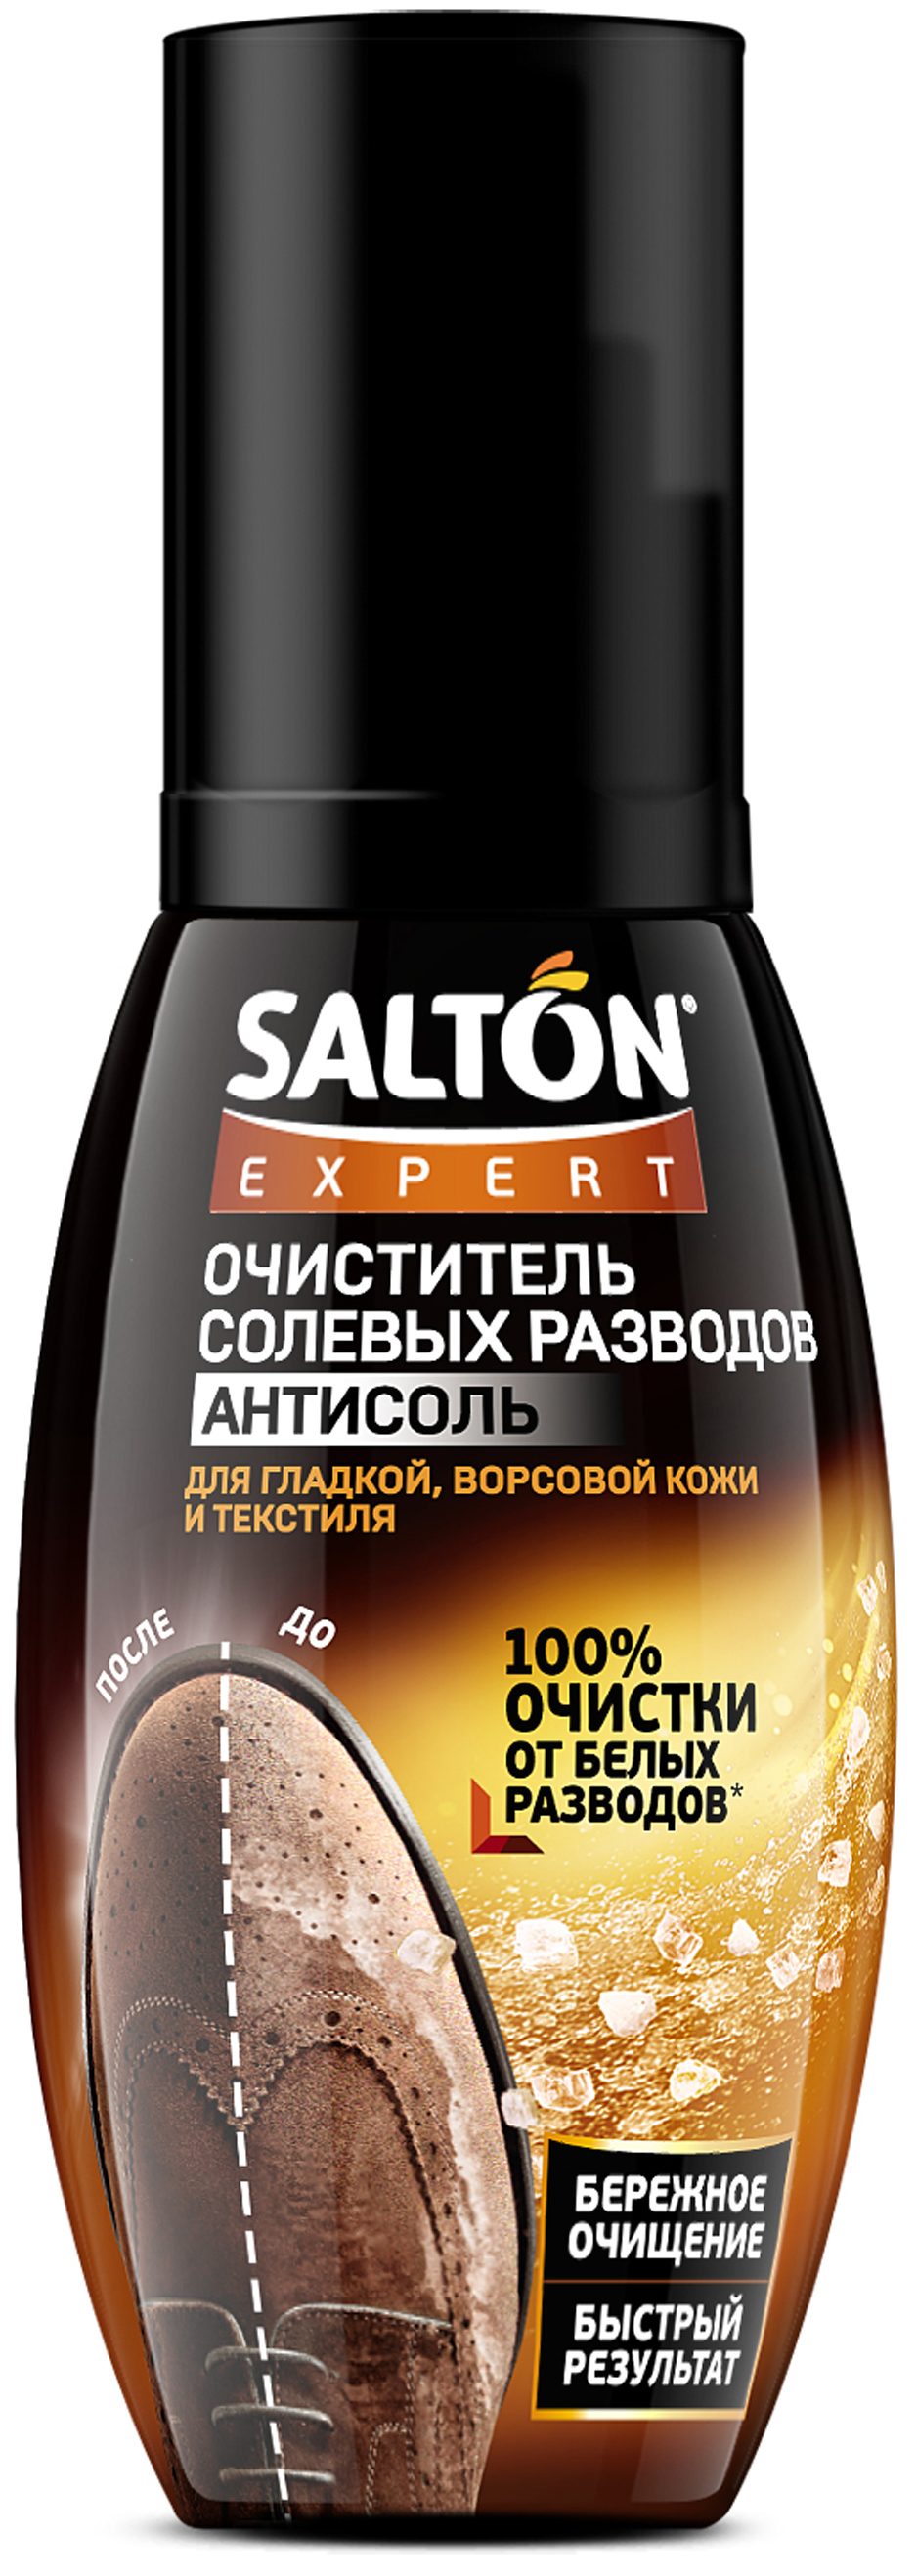 SALTON®
EXPERT
ОЧИСТИТЕЛЬ
СОЛЕВЫХ РАЗВОДОВ
АНТИСОЛЬ
ДЛЯ ГЛАДКОЙ, ВОРСОВОЙ КОЖИ
И ТЕКСТИЛЯ
ПОСЛЕ
ДО
100%
ОЧИСТКИ
ОТ БЕЛЫХ
РАЗВОДОВ*
БЕРЕЖНОЕ
ОЧИЩЕНИЕ
БЫСТРЫЙ
РЕЗУЛЬТАТ